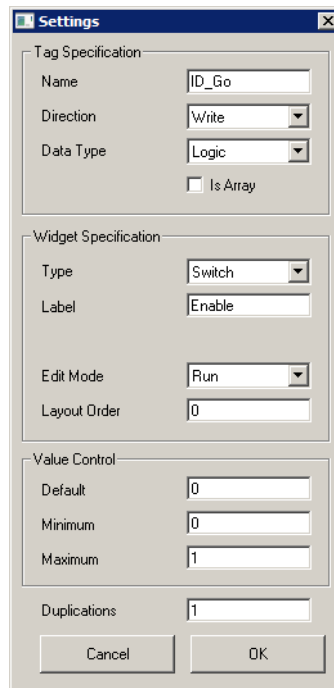 Settings
Tag Specification
Name ID_Go
Direction Write
Data Type Logic
Is Array
Widget Specification
Type Switch
Label Enable
Edit Mode Run
Layout Order 0
Value Control
Default 0
Minimum 0
Maximum 1
Duplications 1
Cancel OK